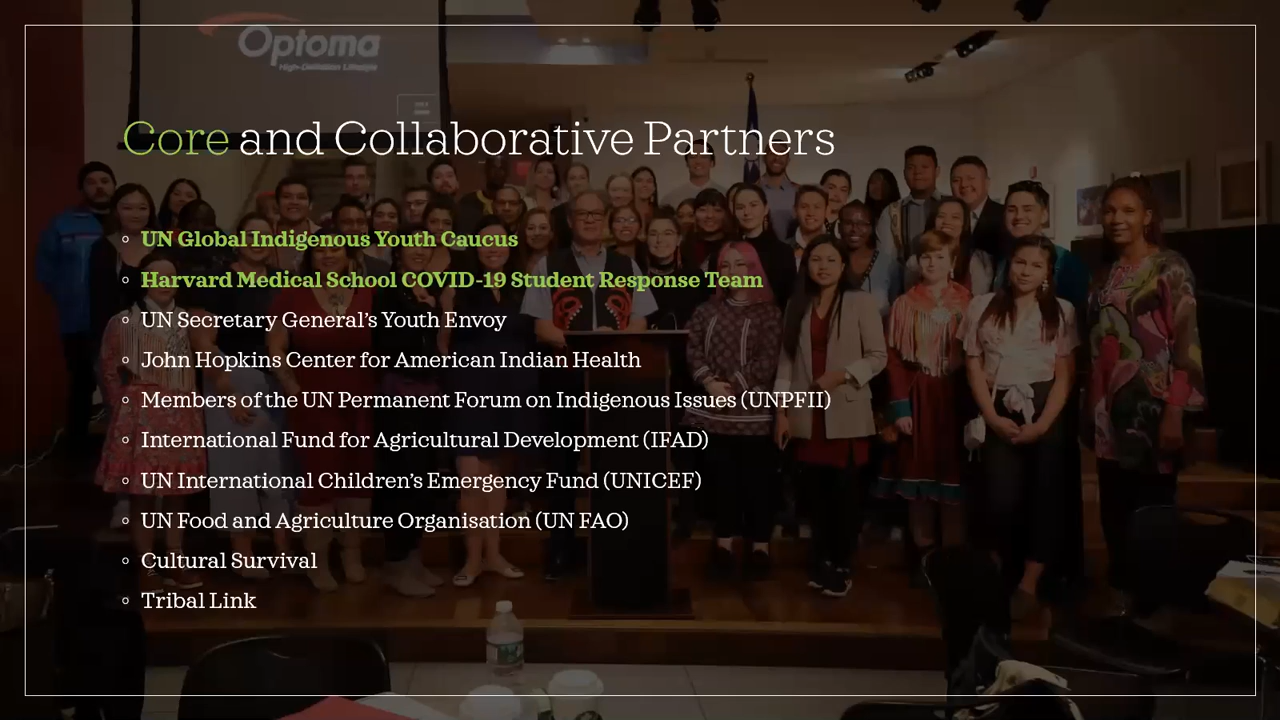 Optoma
High-Definition Lifestyle
Core and Collaborative Partners
UN Global Indigenous Youth Caucus
Harvard Medical School COVID-19 Student Response Team
UN Secretary General’s Youth Envoy
John Hopkins Center for American Indian Health
Members of the UN Permanent Forum on Indigenous Issues (UNPFII)
International Fund for Agricultural Development (IFAD)
UN International Children’s Emergency Fund (UNICEF)
UN Food and Agriculture Organisation (UN FAO)
Cultural Survival
Tribal Link